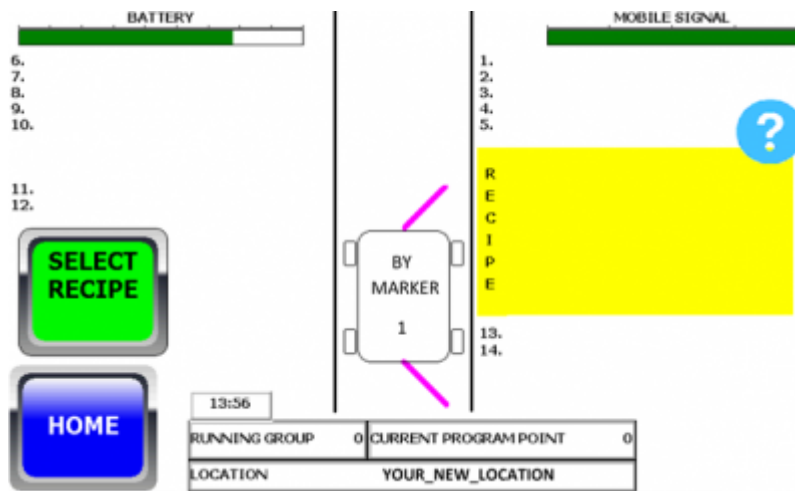 BATTERY
MOBILE SIGNAL
6.
7.
8.
9.
10.
1.
2.
3.
4.
5.
?
11.
12.
R
E
C
I
P
E
SELECT
RECIPE
BY
MARKER
1
13.
14.
HOME
13:56
RUNNING GROUP 0 CURRENT PROGRAM POINT 0
LOCATION YOUR_NEW_LOCATION